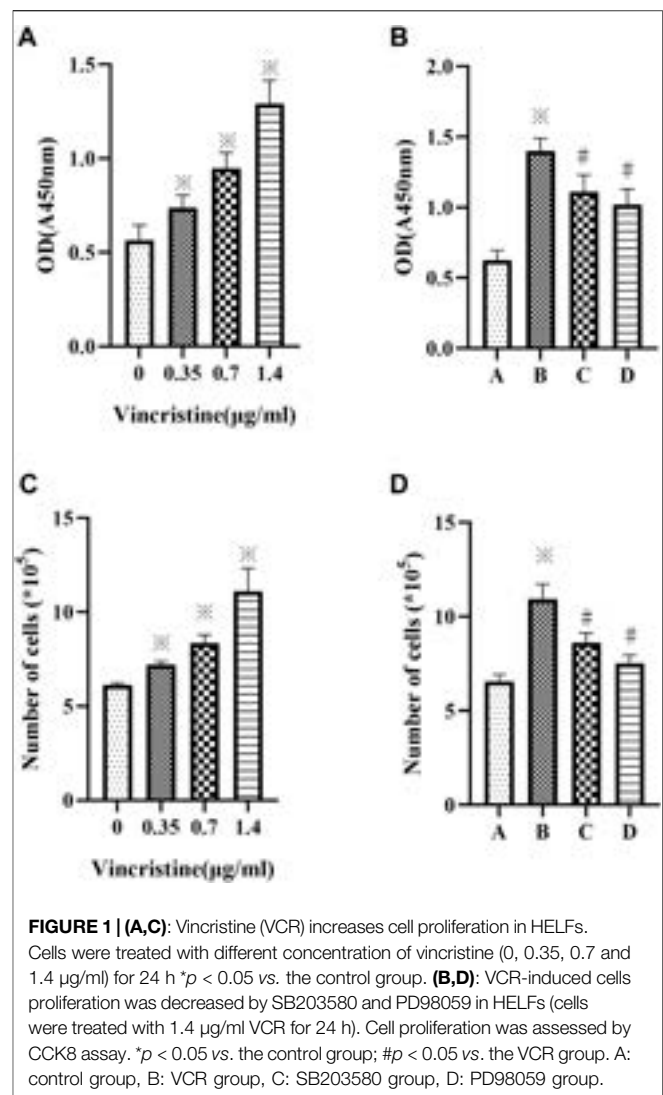 A
OD(A450nm)
1.5
1.0
0.5
0.0
※
※
※
0
0.35
0.7
1.4
Vincristine(μg/ml)
B
OD(A450nm)
2.0
1.5
1.0
0.5
0.0
※
#
#
A
B
C
D
C
Number of cells (*10⁵)
15
10
5
0
※
※
※
0
0.35
0.7
1.4
Vincristine(μg/ml)
D
Number of cells (*10⁵)
15
10
5
0
※
#
#
A
B
C
D
FIGURE 1 | (A,C): Vincristine (VCR) increases cell proliferation in HELFs.
Cells were treated with different concentration of vincristine (0, 0.35, 0.7 and
1.4 μg/ml) for 24 h *p < 0.05 vs. the control group. (B,D): VCR-induced cells
proliferation was decreased by SB203580 and PD98059 in HELFs (cells
were treated with 1.4 μg/ml VCR for 24 h). Cell proliferation was assessed by
CCK8 assay. *p < 0.05 vs. the control group; #p < 0.05 vs. the VCR group. A:
control group, B: VCR group, C: SB203580 group, D: PD98059 group.